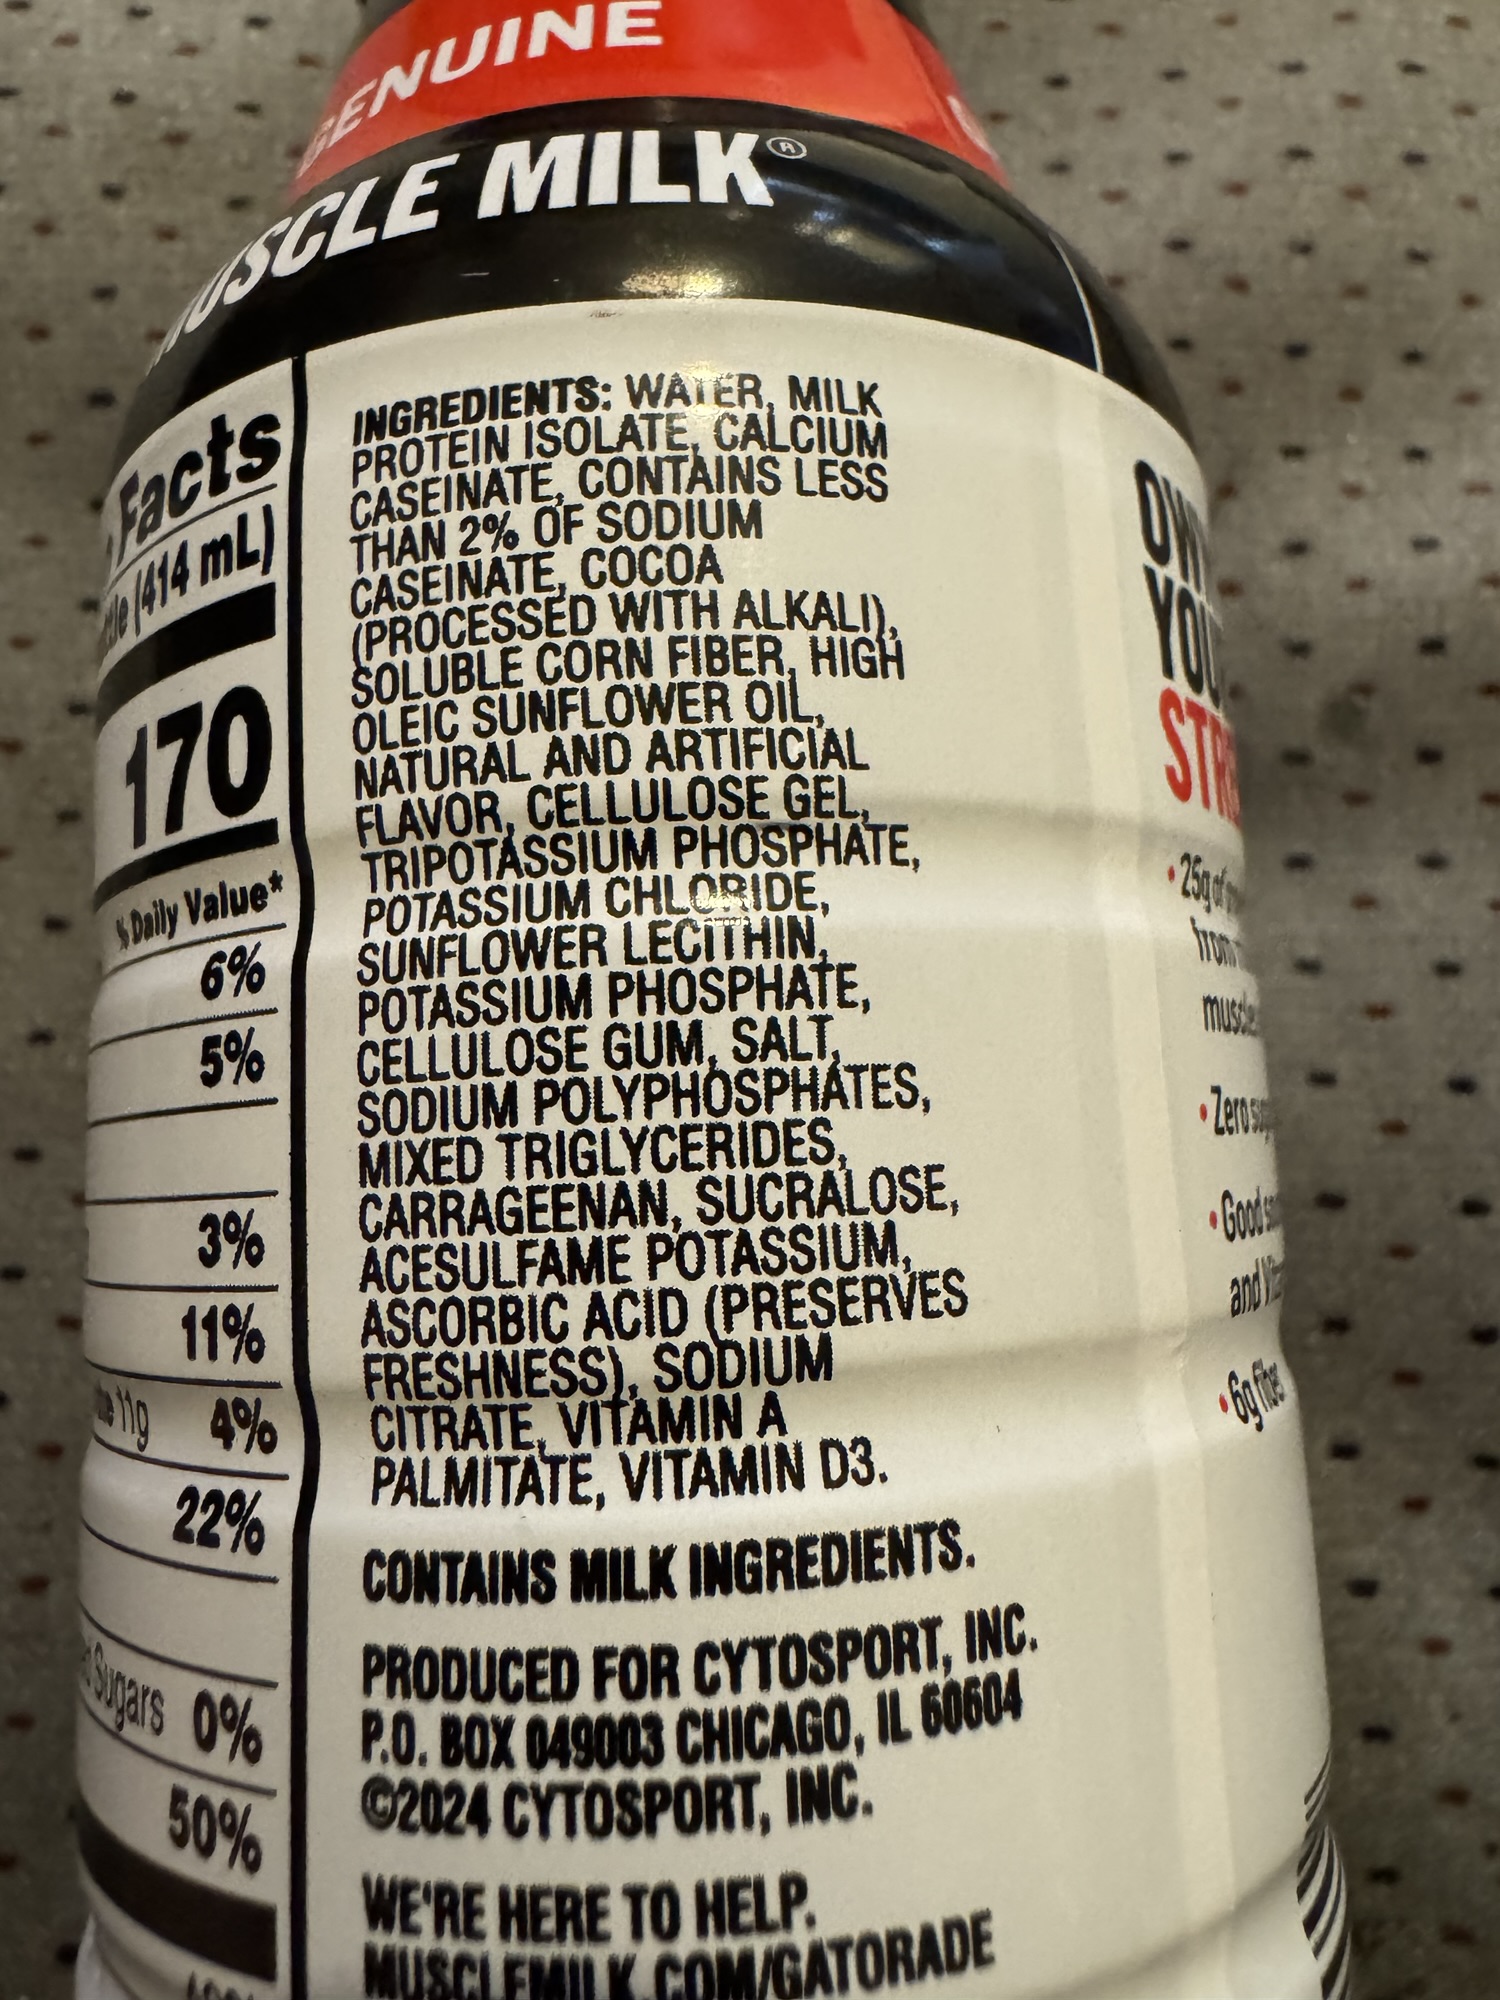 GENUINE
MUSCLE MILK®
Facts
(414 mL)
170
% Daily Value*
6%
5%
3%
11%
11g 4%
22%
Sugars 0%
50%
INGREDIENTS: WATER, MILK
PROTEIN ISOLATE, CALCIUM
CASEINATE, CONTAINS LESS
THAN 2% OF SODIUM
CASEINATE, COCOA
(PROCESSED WITH ALKALI),
SOLUBLE CORN FIBER, HIGH
OLEIC SUNFLOWER OIL,
NATURAL AND ARTIFICIAL
FLAVOR, CELLULOSE GEL,
TRIPOTASSIUM PHOSPHATE,
POTASSIUM CHLORIDE,
SUNFLOWER LECITHIN,
POTASSIUM PHOSPHATE,
CELLULOSE GUM, SALT,
SODIUM POLYPHOSPHATES,
MIXED TRIGLYCERIDES,
CARRAGEENAN, SUCRALOSE,
ACESULFAME POTASSIUM,
ASCORBIC ACID (PRESERVES
FRESHNESS), SODIUM
CITRATE, VITAMIN A
PALMITATE, VITAMIN D3.
CONTAINS MILK INGREDIENTS.
PRODUCED FOR CYTOSPORT, INC.
P.O. BOX 049003 CHICAGO, IL 60604
©2024 CYTOSPORT, INC.
WE'RE HERE TO HELP.
MUSCLEMILK.COM/GATORADE
• 25g of
from
• Zero
• Good
and
• 6g